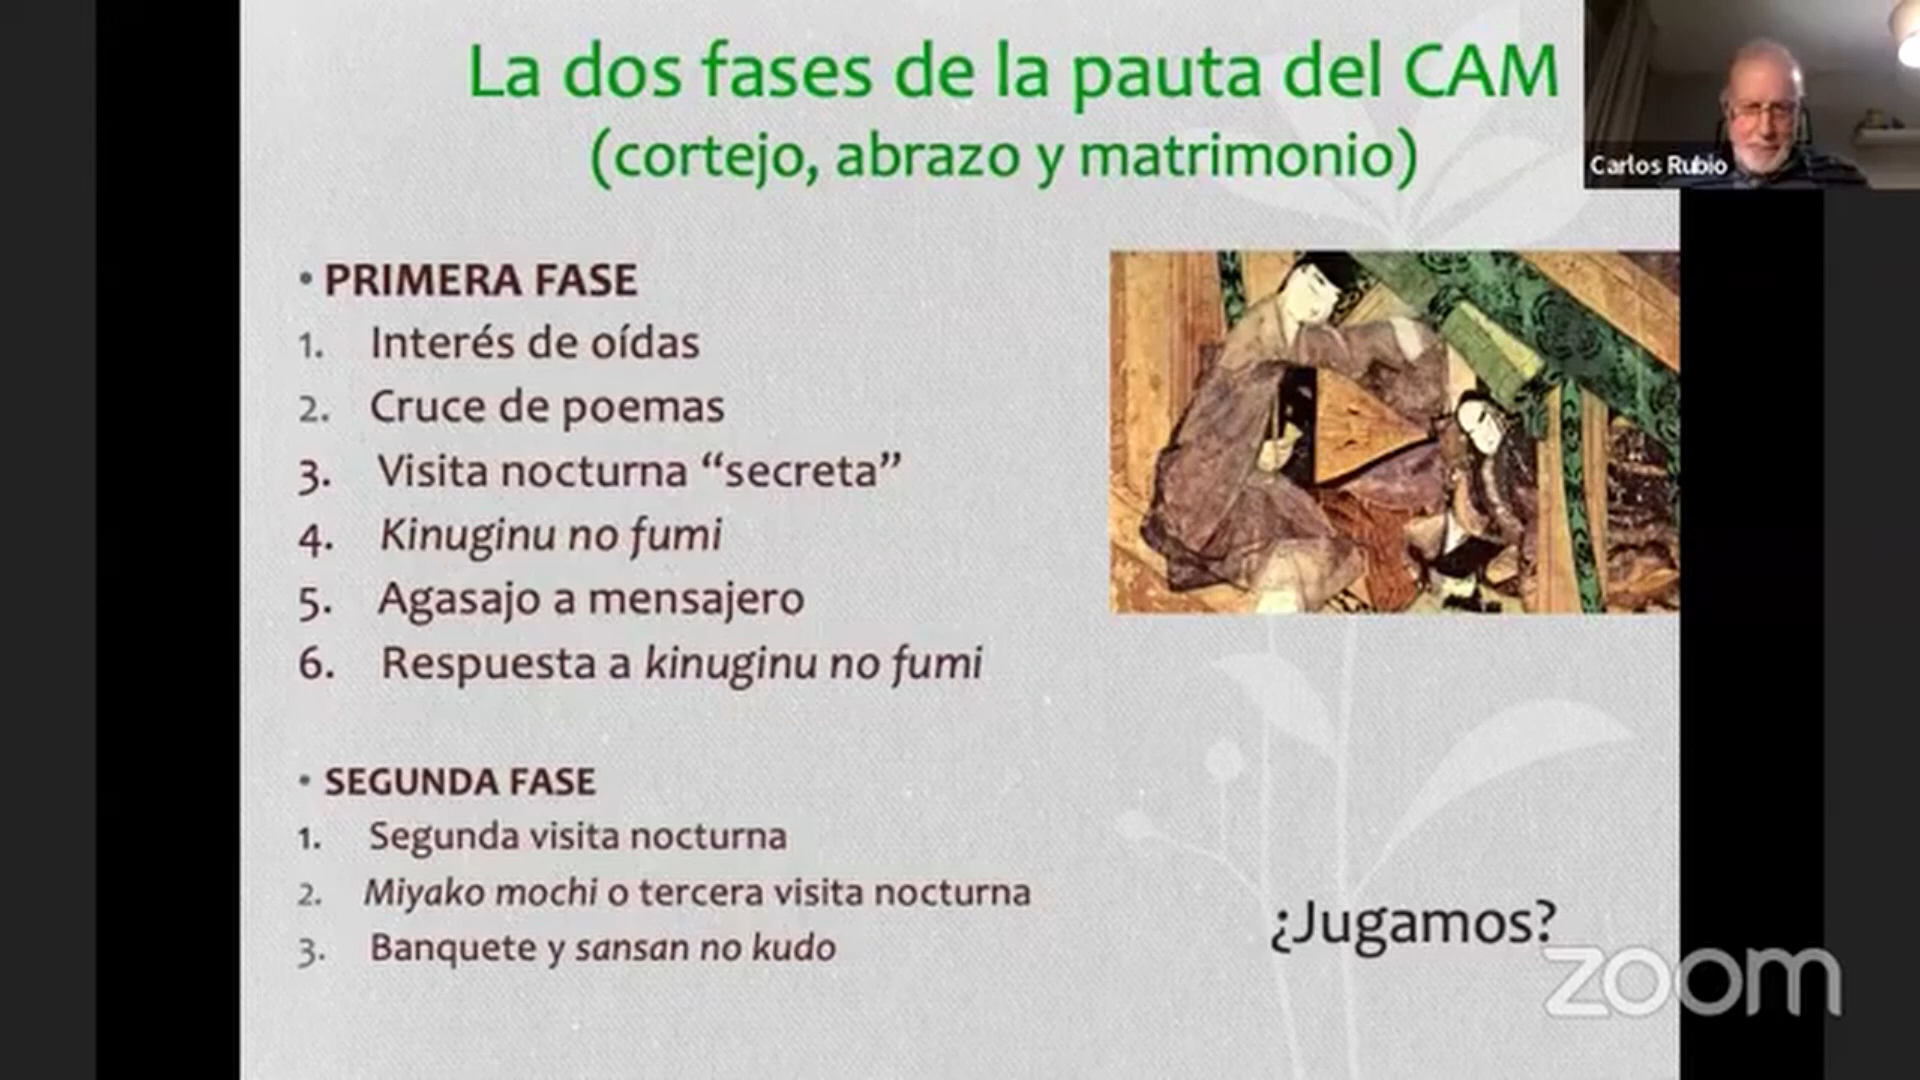 La dos fases de la pauta del CAM
(cortejo, abrazo y matrimonio)
Carlos Rubio
• PRIMERA FASE
1. Interés de oídas
2. Cruce de poemas
3. Visita nocturna “secreta”
4. Kinuginu no fumi
5. Agasajo a mensajero
6. Respuesta a kinuginu no fumi
• SEGUNDA FASE
1. Segunda visita nocturna
2. Miyako mochi o tercera visita nocturna
3. Banquete y sansan no kudo
¿Jugamos?
zoom